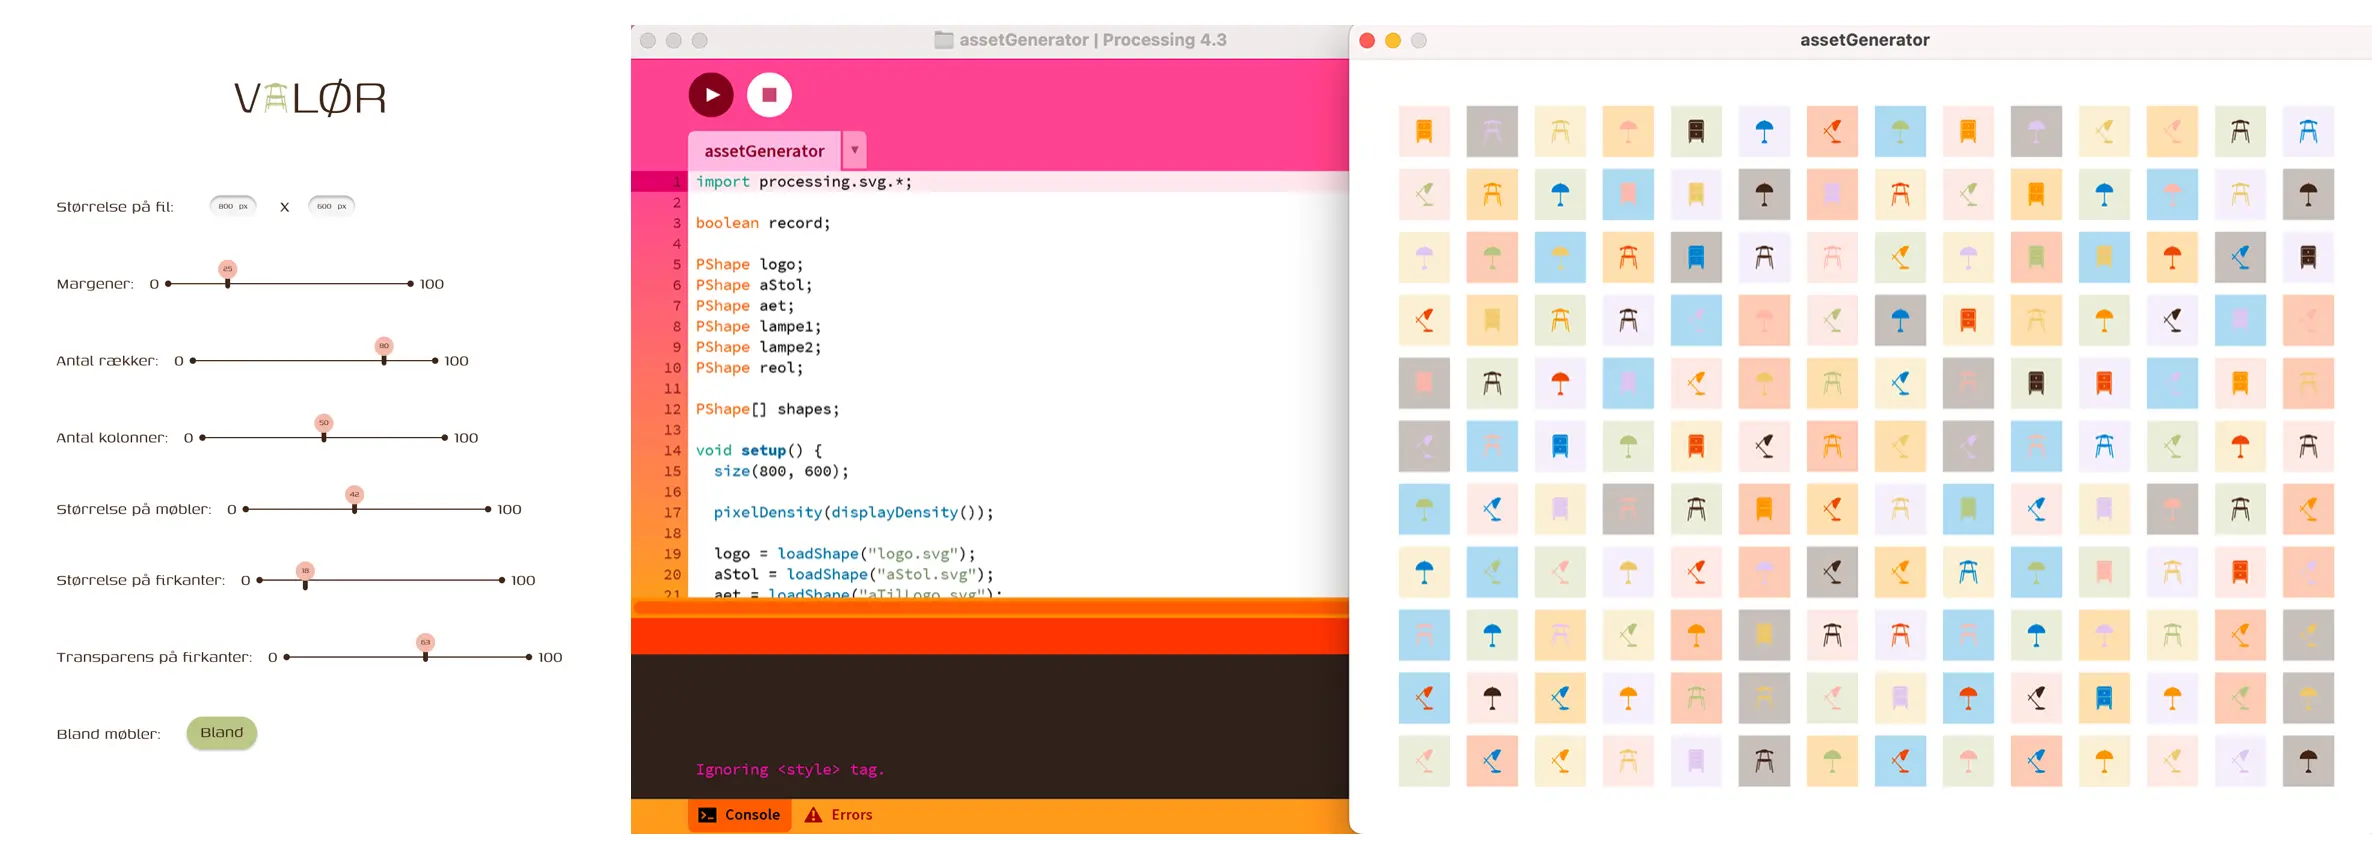 VALØR
Størrelse på fil: 800 px X 600 px
25
Margener: 0 100
80
Antal rækker: 0 100
50
Antal kolonner: 0 100
42
Størrelse på møbler: 0 100
18
Størrelse på firkanter: 0 100
63
Transparens på firkanter: 0 100
Bland møbler: Bland
assetGenerator | Processing 4.3
assetGenerator ▼
1 import processing.svg.*;
2
3 boolean record;
4
5 PShape logo;
6 PShape aStol;
7 PShape aet;
8 PShape lampe1;
9 PShape lampe2;
10 PShape reol;
11
12 PShape[] shapes;
13
14 void setup() {
15 size(800, 600);
16
17 pixelDensity(displayDensity());
18
19 logo = loadShape("logo.svg");
20 aStol = loadShape("aStol.svg");
21 aet = loadShape("aTilLogo.svg");
Ignoring <style> tag.
Console Errors
assetGenerator